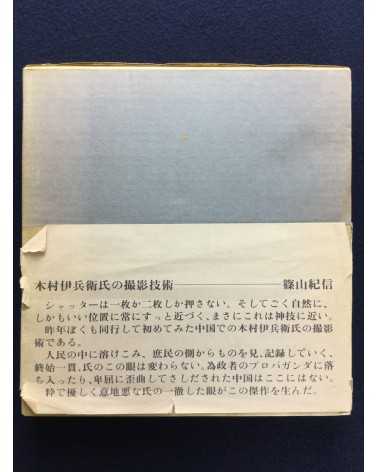 木村伊兵衛氏の撮影技術――――篠山紀信
シャッターは一枚か二枚しか押さない。そしてごく自然に、
しかもいい位置に常にすっと近づく、まさにこれは神技に近い。
昨年ぼくも同行して初めてみた中国での木村伊兵衛氏の撮影
術である。
人民の中に溶けこみ、庶民の側からものを見、記録していく、
終始一貫、氏のこの眼は変わらない。為政者のプロパガンダに落
ち入ったり、卑屈に歪曲してさしだされた中国はここにはない。
粋で優しく意地悪な氏の一徹した眼がこの傑作を生んだ。